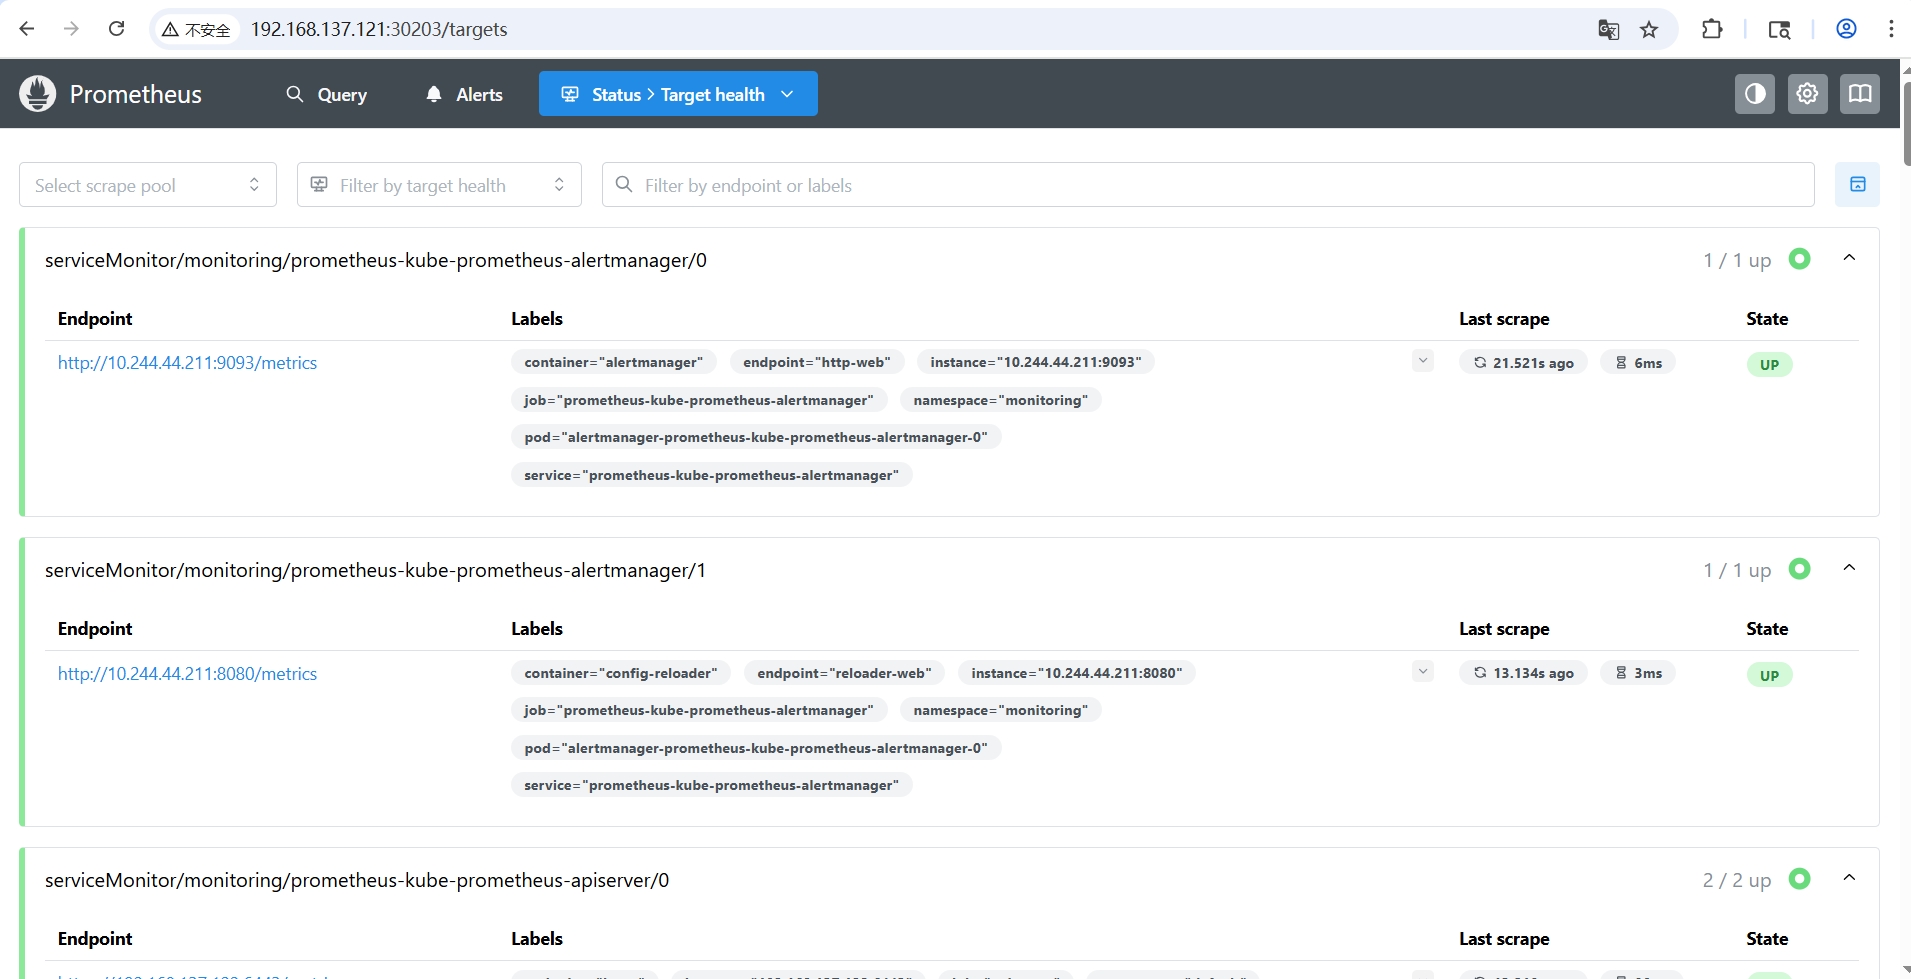 不安全 192.168.137.121:30203/targets
Prometheus Query Alerts Status > Target health
Select scrape pool Filter by target health Filter by endpoint or labels
serviceMonitor/monitoring/prometheus-kube-prometheus-alertmanager/0 1 / 1 up
Endpoint Labels Last scrape State
http://10.244.44.211:9093/metrics container="alertmanager" endpoint="http-web" instance="10.244.44.211:9093" 21.521s ago 6ms UP
job="prometheus-kube-prometheus-alertmanager" namespace="monitoring"
pod="alertmanager-prometheus-kube-prometheus-alertmanager-0"
service="prometheus-kube-prometheus-alertmanager"
serviceMonitor/monitoring/prometheus-kube-prometheus-alertmanager/1 1 / 1 up
Endpoint Labels Last scrape State
http://10.244.44.211:8080/metrics container="config-reloader" endpoint="reloader-web" instance="10.244.44.211:8080" 13.134s ago 3ms UP
job="prometheus-kube-prometheus-alertmanager" namespace="monitoring"
pod="alertmanager-prometheus-kube-prometheus-alertmanager-0"
service="prometheus-kube-prometheus-alertmanager"
serviceMonitor/monitoring/prometheus-kube-prometheus-apiserver/0 2 / 2 up
Endpoint Labels Last scrape State